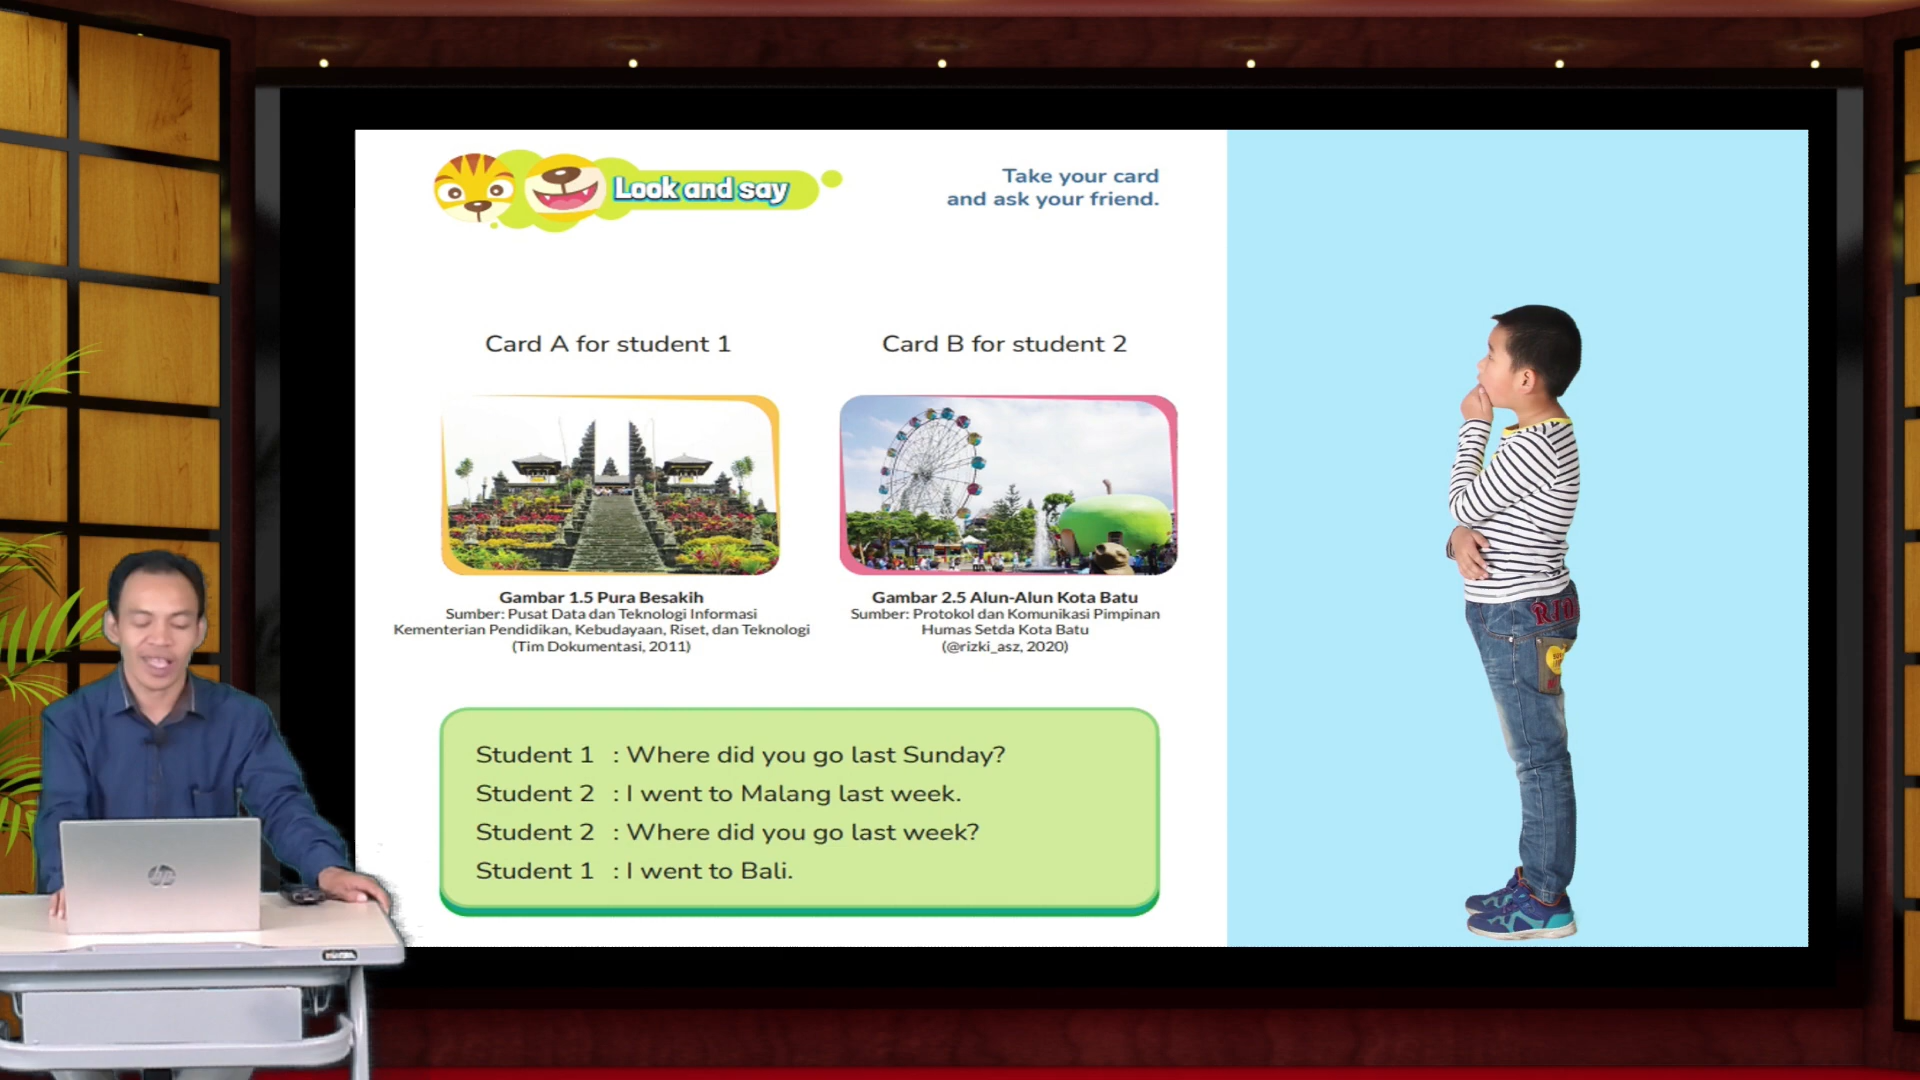 Look and say
Take your card
and ask your friend.
Card A for student 1
Card B for student 2
Gambar 1.5 Pura Besakih
Sumber: Pusat Data dan Teknologi Informasi
Kementerian Pendidikan, Kebudayaan, Riset, dan Teknologi
(Tim Dokumentasi, 2011)
Gambar 2.5 Alun-Alun Kota Batu
Sumber: Protokol dan Komunikasi Pimpinan
Humas Setda Kota Batu
(@rizki_asz, 2020)
Student 1 : Where did you go last Sunday?
Student 2 : I went to Malang last week.
Student 2 : Where did you go last week?
Student 1 : I went to Bali.
hp